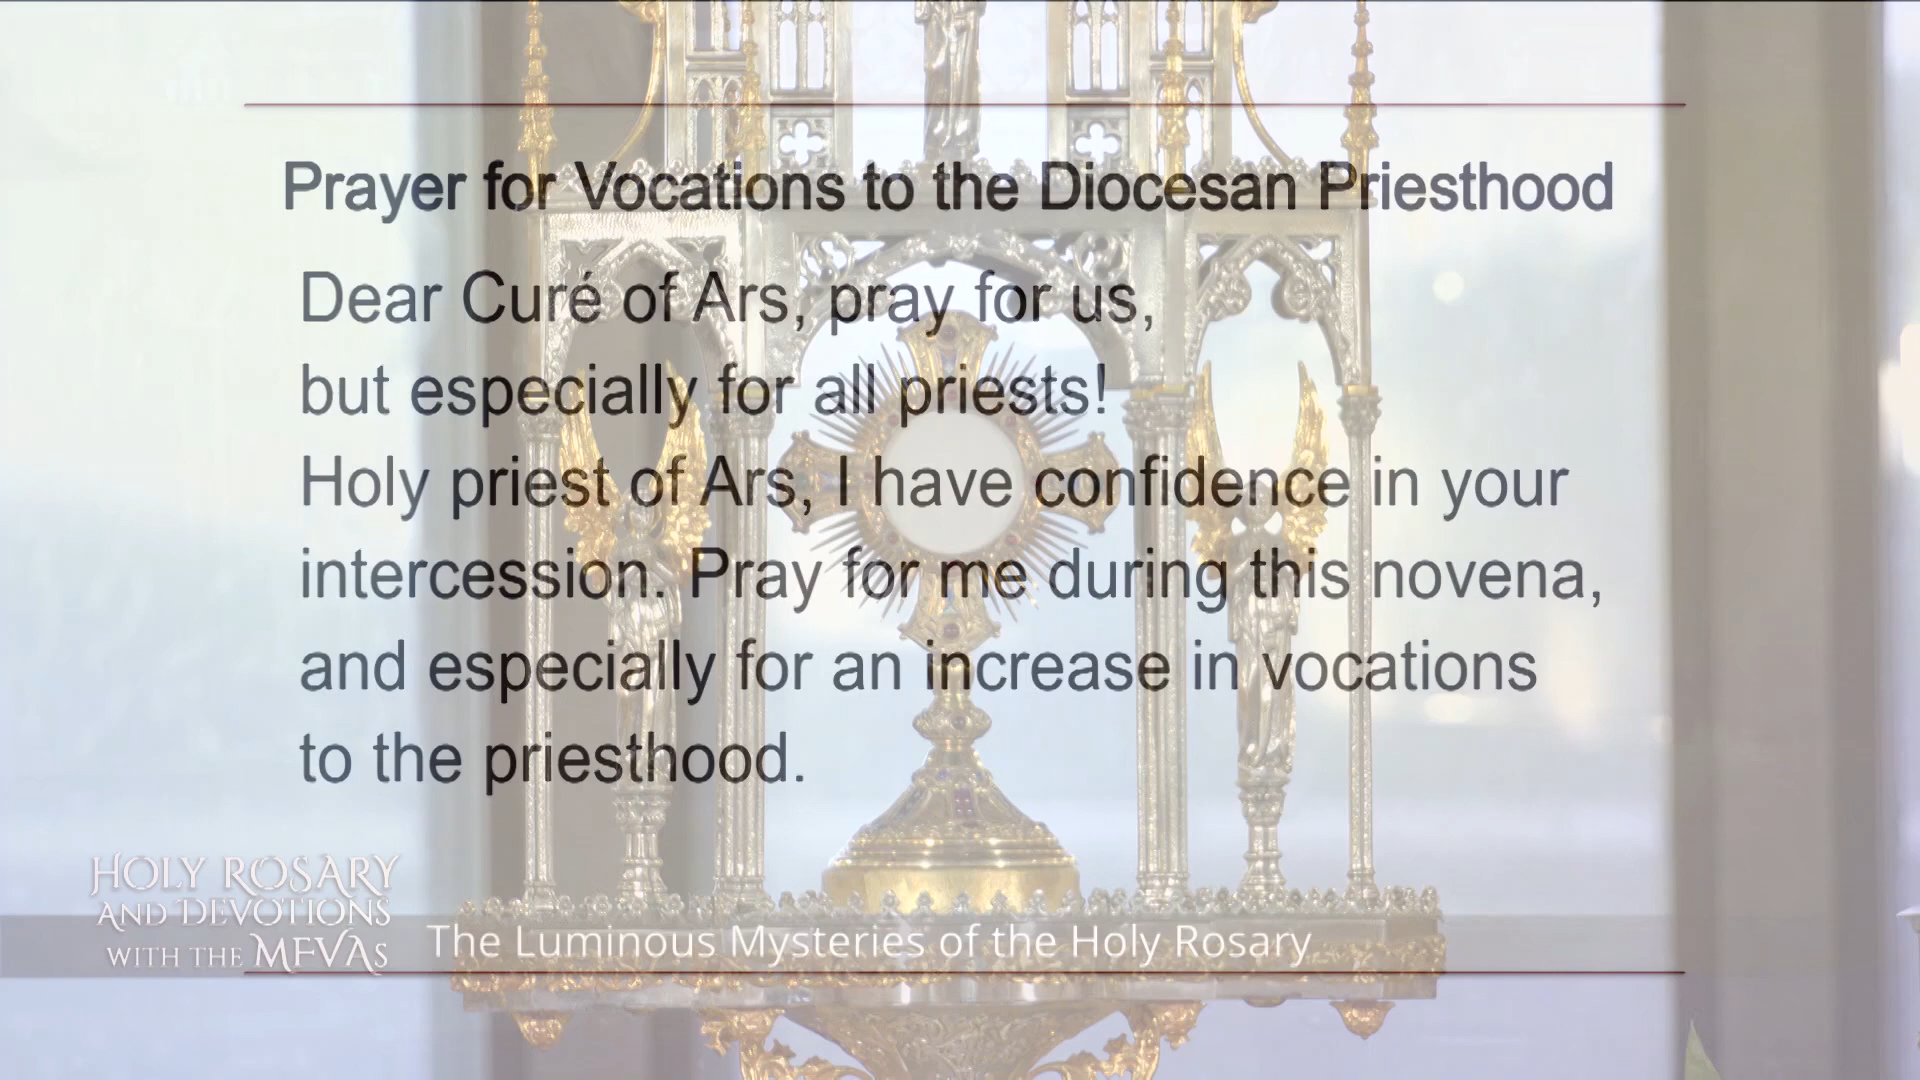 Prayer for Vocations to the Diocesan Priesthood
Dear Curé of Ars, pray for us,
but especially for all priests!
Holy priest of Ars, I have confidence in your
intercession. Pray for me during this novena,
and especially for an increase in vocations
to the priesthood.
HOLY ROSARY
AND DEVOTIONS
WITH THE MFVAs
The Luminous Mysteries of the Holy Rosary